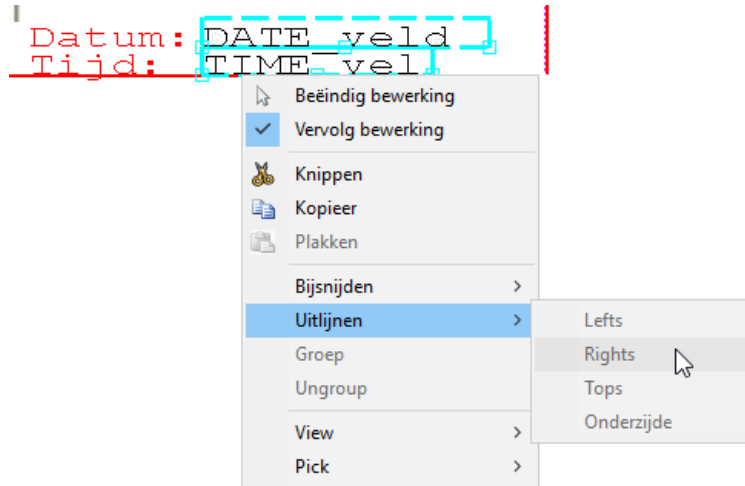 Datum: DATE_veld
Tijd: TIME_vel
Beëindig bewerking
Vervolg bewerking
Knippen
Kopieer
Plakken
Bijsnijden
Uitlijnen
Groep
Ungroup
View
Pick
Lefts
Rights
Tops
Onderzijde